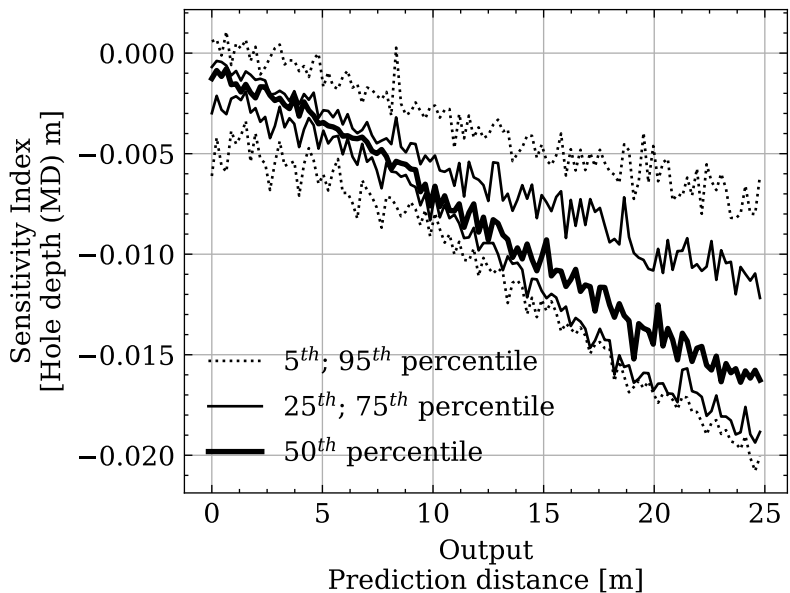 0.000
−0.005
−0.010
−0.015
−0.020
Sensitivity Index
[Hole depth (MD) m]
5th; 95th percentile
25th; 75th percentile
50th percentile
0 5 10 15 20 25
Output
Prediction distance [m]